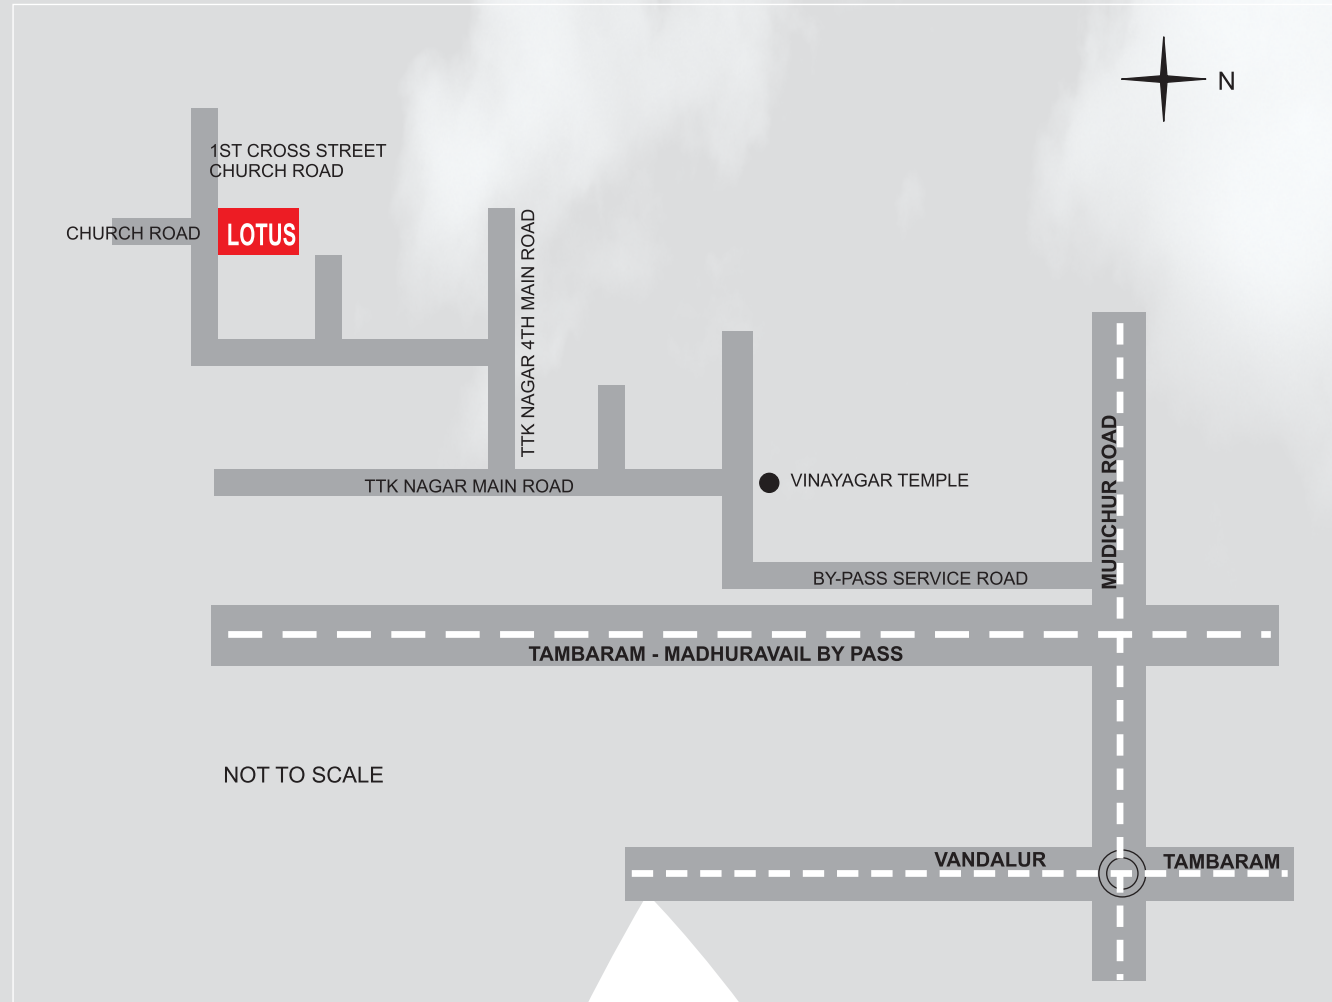 N
1ST CROSS STREET
CHURCH ROAD
CHURCH ROAD
LOTUS
TTK NAGAR 4TH MAIN ROAD
MUDICHUR ROAD
VINAYAGAR TEMPLE
TTK NAGAR MAIN ROAD
BY-PASS SERVICE ROAD
TAMBARAM - MADHURAVAIL BY PASS
NOT TO SCALE
VANDALUR
TAMBARAM